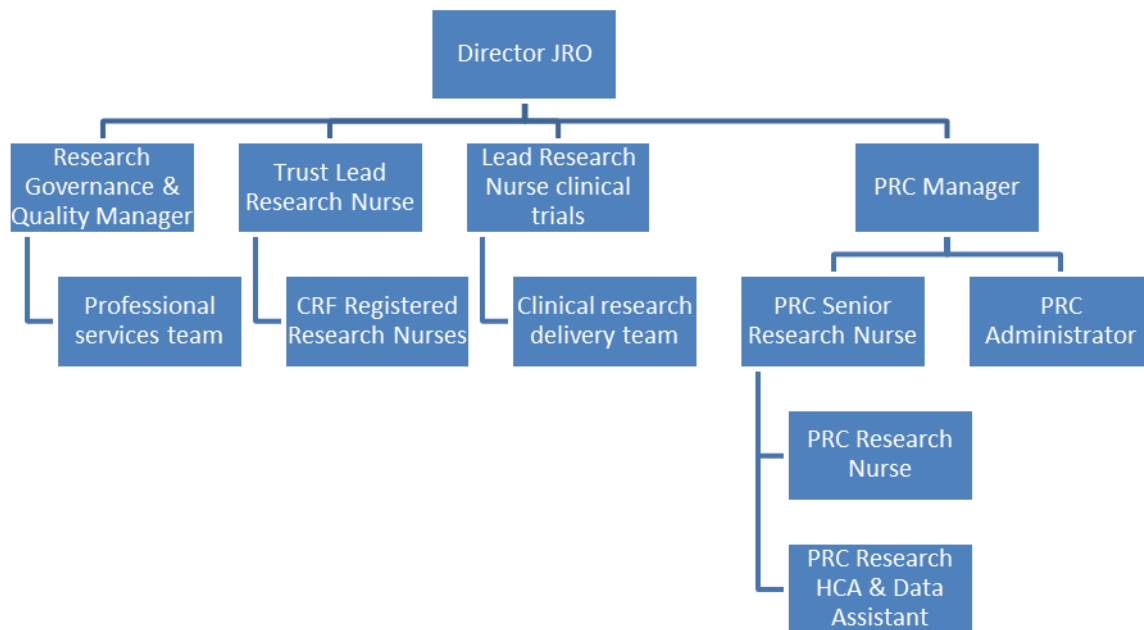 Director JRO
Research
Governance &
Quality Manager
Trust Lead
Research Nurse
Lead Research
Nurse clinical
trials
PRC Manager
Professional
services team
CRF Registered
Research Nurses
Clinical research
delivery team
PRC Senior
Research Nurse
PRC
Administrator
PRC Research
Nurse
PRC Research
HCA & Data
Assistant